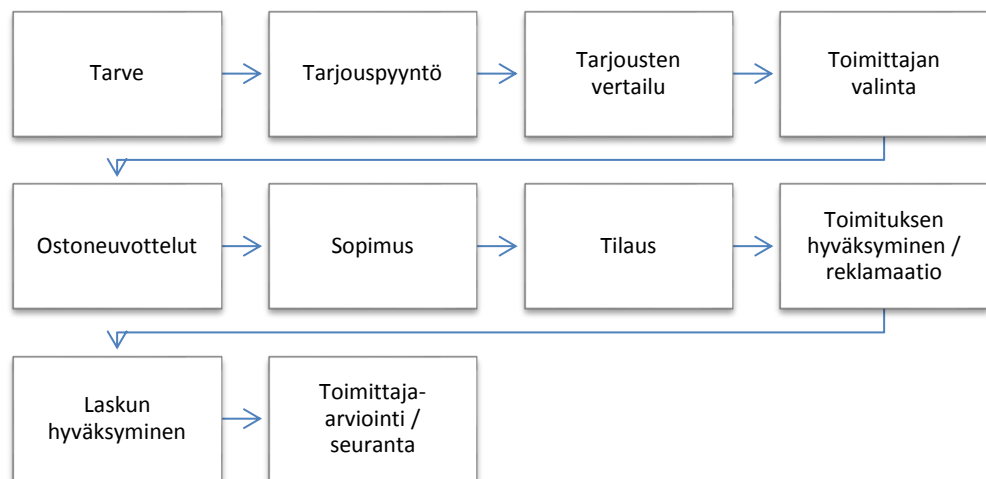 Tarve
Tarjouspyyntö
Tarjousten
vertailu
Toimittajan
valinta
Ostoneuvottelut
Sopimus
Tilaus
Toimituksen
hyväksyminen /
reklamaatio
Laskun
hyväksyminen
Toimittaja-
arviointi /
seuranta